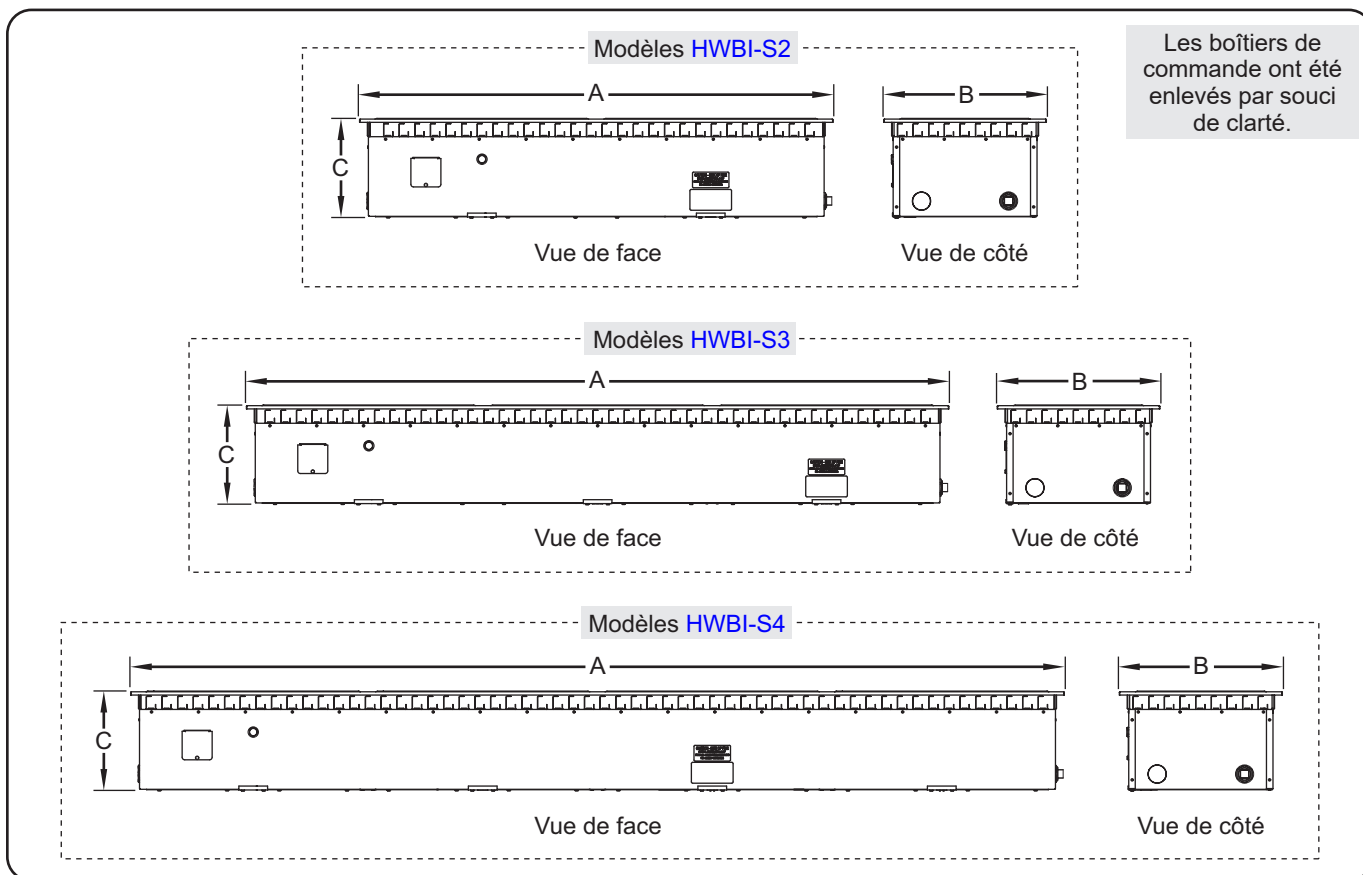 Modèles HWBI-S2
Les boîtiers de
commande ont été
enlevés par souci
de clarté.
A
B
C
Vue de face
Vue de côté
Modèles HWBI-S3
A
B
C
Vue de face
Vue de côté
Modèles HWBI-S4
A
B
C
Vue de face
Vue de côté